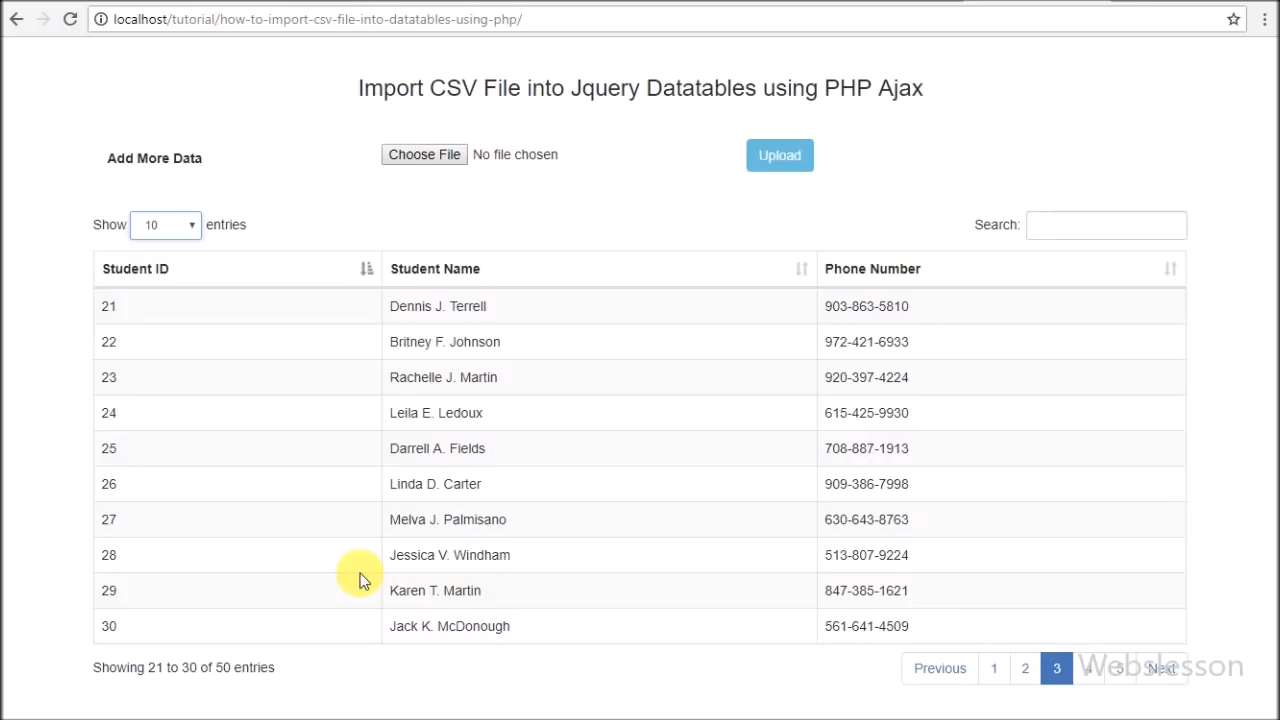 localhost/tutorial/how-to-import-csv-file-into-datatables-using-php/
Import CSV File into Jquery Datatables using PHP Ajax
Add More Data Choose File No file chosen Upload
Show 10 entries Search:
Student ID Student Name Phone Number
21 Dennis J. Terrell 903-863-5810
22 Britney F. Johnson 972-421-6933
23 Rachelle J. Martin 920-397-4224
24 Leila E. Ledoux 615-425-9930
25 Darrell A. Fields 708-887-1913
26 Linda D. Carter 909-386-7998
27 Melva J. Palmisano 630-643-8763
28 Jessica V. Windham 513-807-9224
29 Karen T. Martin 847-385-1621
30 Jack K. McDonough 561-641-4509
Showing 21 to 30 of 50 entries Previous 1 2 3 4 5 Next
Webslesson